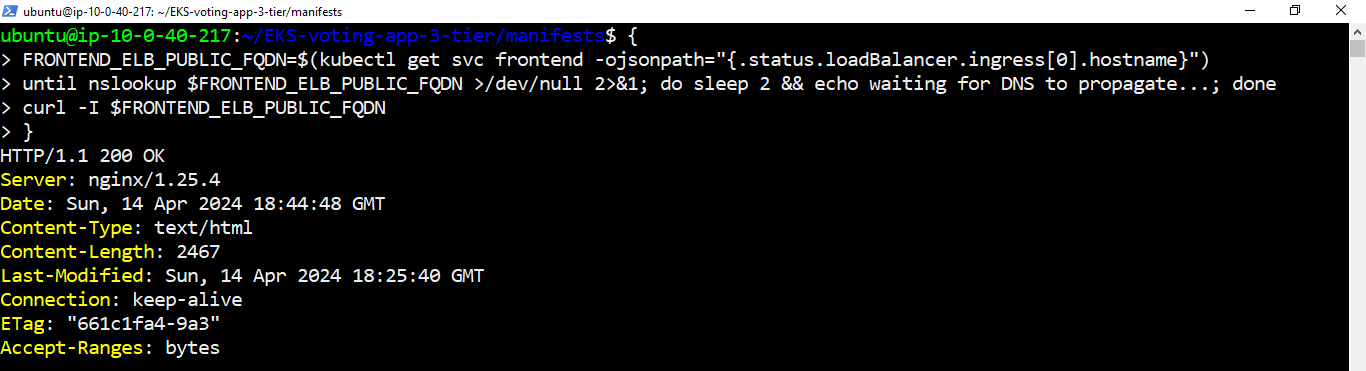 ubuntu@ip-10-0-40-217: ~/EKS-voting-app-3-tier/manifests
ubuntu@ip-10-0-40-217:~/EKS-voting-app-3-tier/manifests$ {
> FRONTEND_ELB_PUBLIC_FQDN=$(kubectl get svc frontend -ojsonpath="{.status.loadBalancer.ingress[0].hostname}")
> until nslookup $FRONTEND_ELB_PUBLIC_FQDN >/dev/null 2>&1; do sleep 2 && echo waiting for DNS to propagate...; done
> curl -I $FRONTEND_ELB_PUBLIC_FQDN
> }
HTTP/1.1 200 OK
Server: nginx/1.25.4
Date: Sun, 14 Apr 2024 18:44:48 GMT
Content-Type: text/html
Content-Length: 2467
Last-Modified: Sun, 14 Apr 2024 18:25:40 GMT
Connection: keep-alive
ETag: "661c1fa4-9a3"
Accept-Ranges: bytes